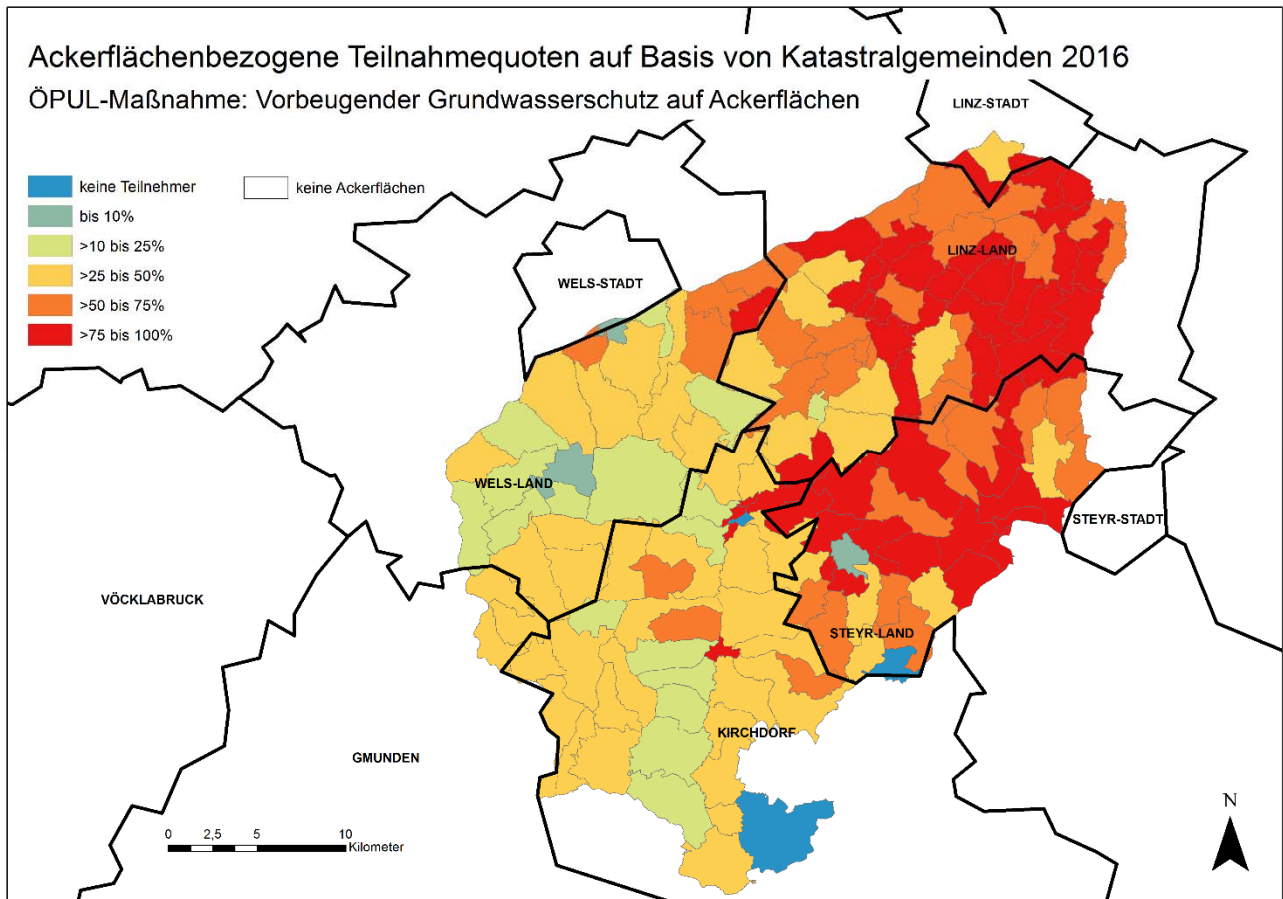 Ackerflächenbezogene Teilnahmequoten auf Basis von Katastralgemeinden 2016
ÖPUL-Maßnahme: Vorbeugender Grundwasserschutz auf Ackerflächen
LINZ-STADT
keine Teilnehmer
keine Ackerflächen
bis 10%
>10 bis 25%
>25 bis 50%
>50 bis 75%
>75 bis 100%
LINZ-LAND
WELS-STADT
WELS-LAND
STEYR-STADT
VÖCKLABRUCK
STEYR-LAND
KIRCHDORF
GMUNDEN
N
0 2,5 5 10
Kilometer